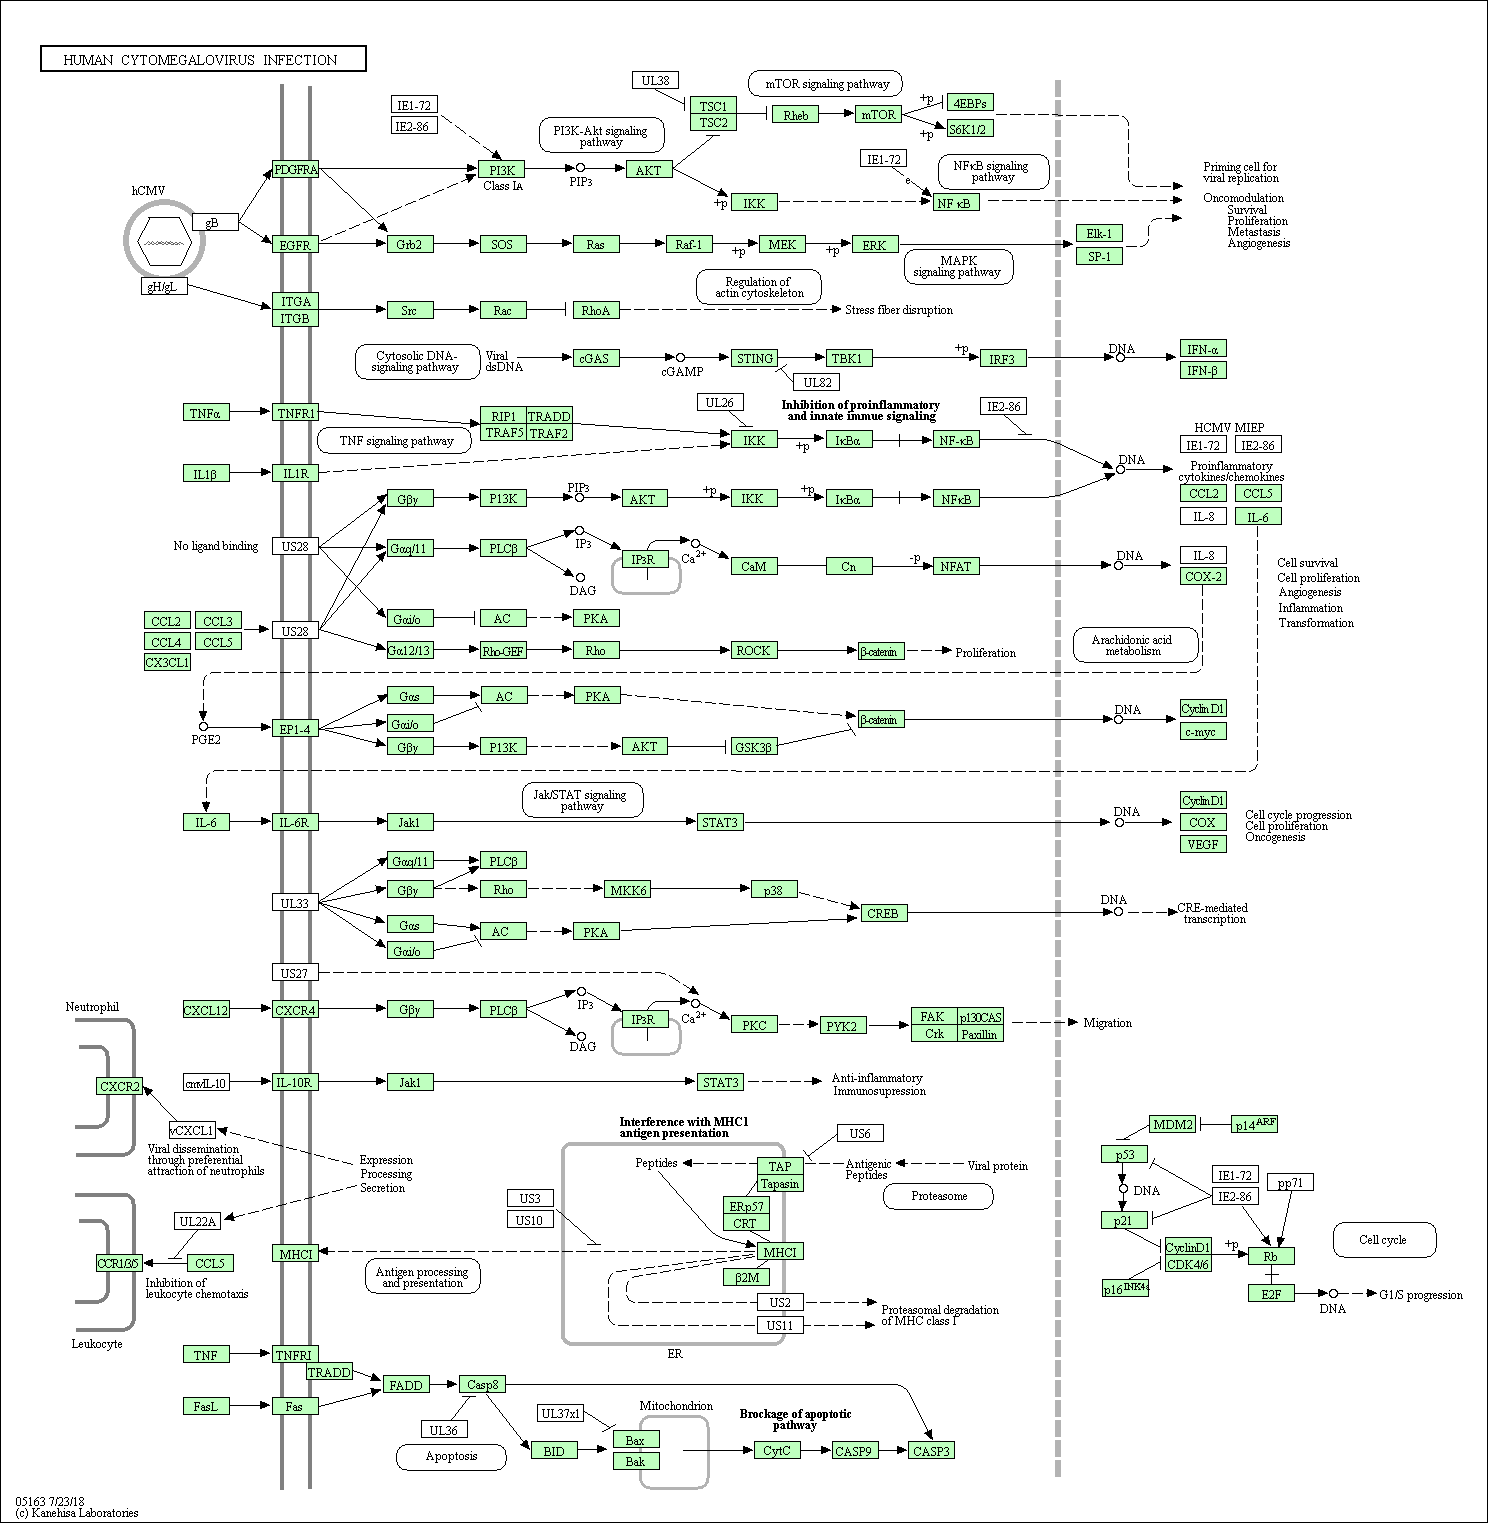 HUMAN CYTOMEGALOVIRUS INFECTION
UL38
mTOR signaling pathway
IE1-72
IE2-86
TSC1
TSC2
Rheb
mTOR
+p
4EBPs
S6K1/2
+p
PI3K-Akt signaling
pathway
IE1-72
NFκB signaling
pathway
Priming cell for
viral replication
PDGFRA
PI3K
Class IA
PIP3
AKT
e
hCMV
gB
+p
IKK
NF κB
Oncomodulation
Survival
Proliferation
Metastasis
Angiogenesis
EGFR
Grb2
SOS
Ras
Raf-1
+p
MEK
+p
ERK
Elk-1
SP-1
MAPK
signaling pathway
gH/gL
Regulation of
actin cytoskeleton
ITGA
ITGB
Src
Rac
RhoA
Stress fiber disruption
Cytosolic DNA-
signaling pathway
Viral
dsDNA
cGAS
cGAMP
STING
TBK1
+p
IRF3
DNA
IFN-α
IFN-β
UL82
UL26
Inhibition of proinflammatory
and innate immue signaling
IE2-86
TNFα
TNFR1
RIP1
TRADD
TRAF5
TRAF2
TNF signaling pathway
IKK
+p
IκBα
NF-κB
HCMV MIEP
IE1-72
IE2-86
IL1β
IL1R
DNA
Proinflammatory
cytokines/chemokines
CCL2
CCL5
IL-8
IL-6
Gβγ
P13K
PIP3
AKT
+p
IKK
+p
IκBα
NFκB
No ligand binding
US28
Gαq/11
PLCβ
IP3
DAG
IP3R
Ca2+
CaM
Cn
-p
NFAT
DNA
IL-8
COX-2
Cell survival
Cell proliferation
Angiogenesis
Inflammation
Transformation
CCL2
CCL3
CCL4
CCL5
CX3CL1
US28
Gαi/o
AC
PKA
Gα12/13
Rho-GEF
Rho
ROCK
β-catenin
Proliferation
Arachidonic acid
metabolism
PGE2
EP1-4
Gαs
AC
PKA
Gαi/o
Gβγ
P13K
AKT
GSK3β
β-catenin
DNA
Cyclin D1
c-myc
Jak/STAT signaling
pathway
IL-6
IL-6R
Jak1
STAT3
DNA
Cyclin D1
COX
VEGF
Cell cycle progression
Cell proliferation
Oncogenesis
UL33
Gαq/11
PLCβ
Gβγ
Rho
MKK6
p38
Gαs
Gαi/o
AC
PKA
CREB
DNA
CRE-mediated
transcription
US27
CXCL12
CXCR4
Gβγ
PLCβ
IP3
DAG
IP3R
Ca2+
PKC
PYK2
FAK
p130CAS
Crk
Paxillin
Migration
Neutrophil
CXCR2
cmvIL-10
IL-10R
Jak1
STAT3
Anti-inflammatory
Immunosupression
vCXCL1
Viral dissemination
through preferential
attraction of neutrophils
Expression
Processing
Secretion
Interference with MHC1
antigen presentation
US6
Peptides
TAP
Tapasin
Antigenic
Peptides
Viral protein
Proteasome
US3
US10
ERp57
CRT
UL22A
CCR1/3/5
CCL5
Inhibition of
leukocyte chemotaxis
Leukocyte
MHCI
Antigen processing
and presentation
MHCI
β2M
US2
US11
Proteasomal degradation
of MHC class I
ER
MDM2
p14ARF
p53
DNA
IE1-72
IE2-86
pp71
p21
CyclinD1
CDK4/6
+p
Rb
Cell cycle
p16INK4a
E2F
DNA
G1/S progression
TNF
TNFRI
TRADD
FADD
Casp8
FasL
Fas
UL36
UL37x1
Apoptosis
BID
Mitochondrion
Bax
Bak
Brockage of apoptotic
pathway
CytC
CASP9
CASP3
05163 7/23/18
(c) Kanehisa Laboratories